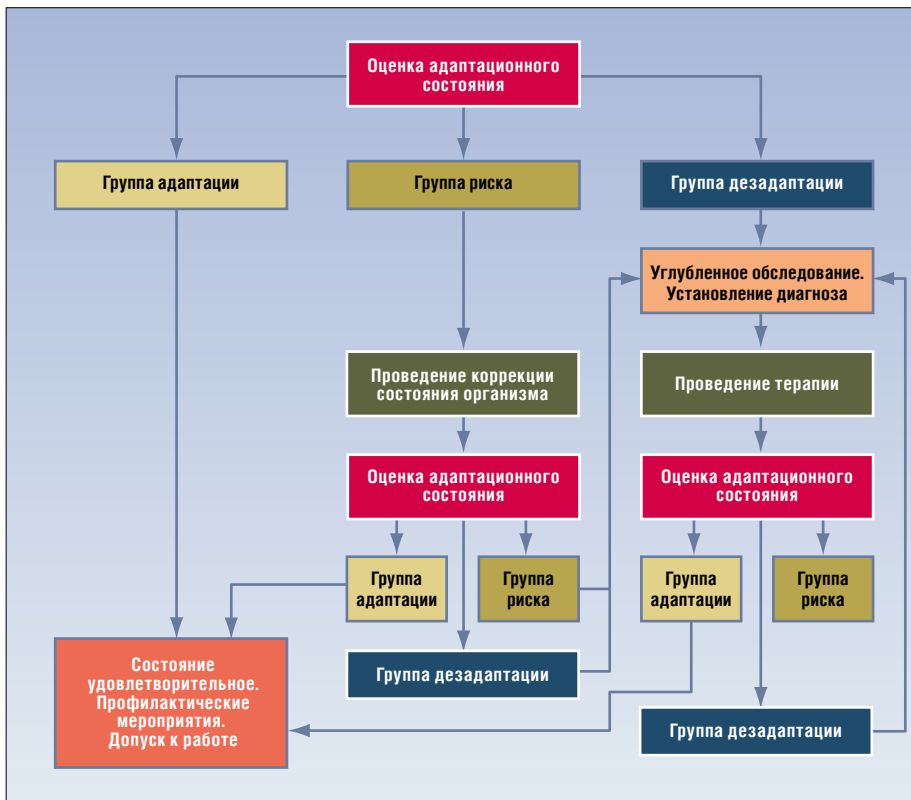 Оценка адаптационного
состояния
Группа адаптации
Группа риска
Группа дезадаптации
Углубленное обследование.
Установление диагноза
Проведение коррекции
состояния организма
Проведение терапии
Оценка адаптационного
состояния
Оценка адаптационного
состояния
Группа
адаптации
Группа
риска
Группа
адаптации
Группа
риска
Состояние
удовлетворительное.
Профилактические
мероприятия.
Допуск к работе
Группа дезадаптации
Группа дезадаптации